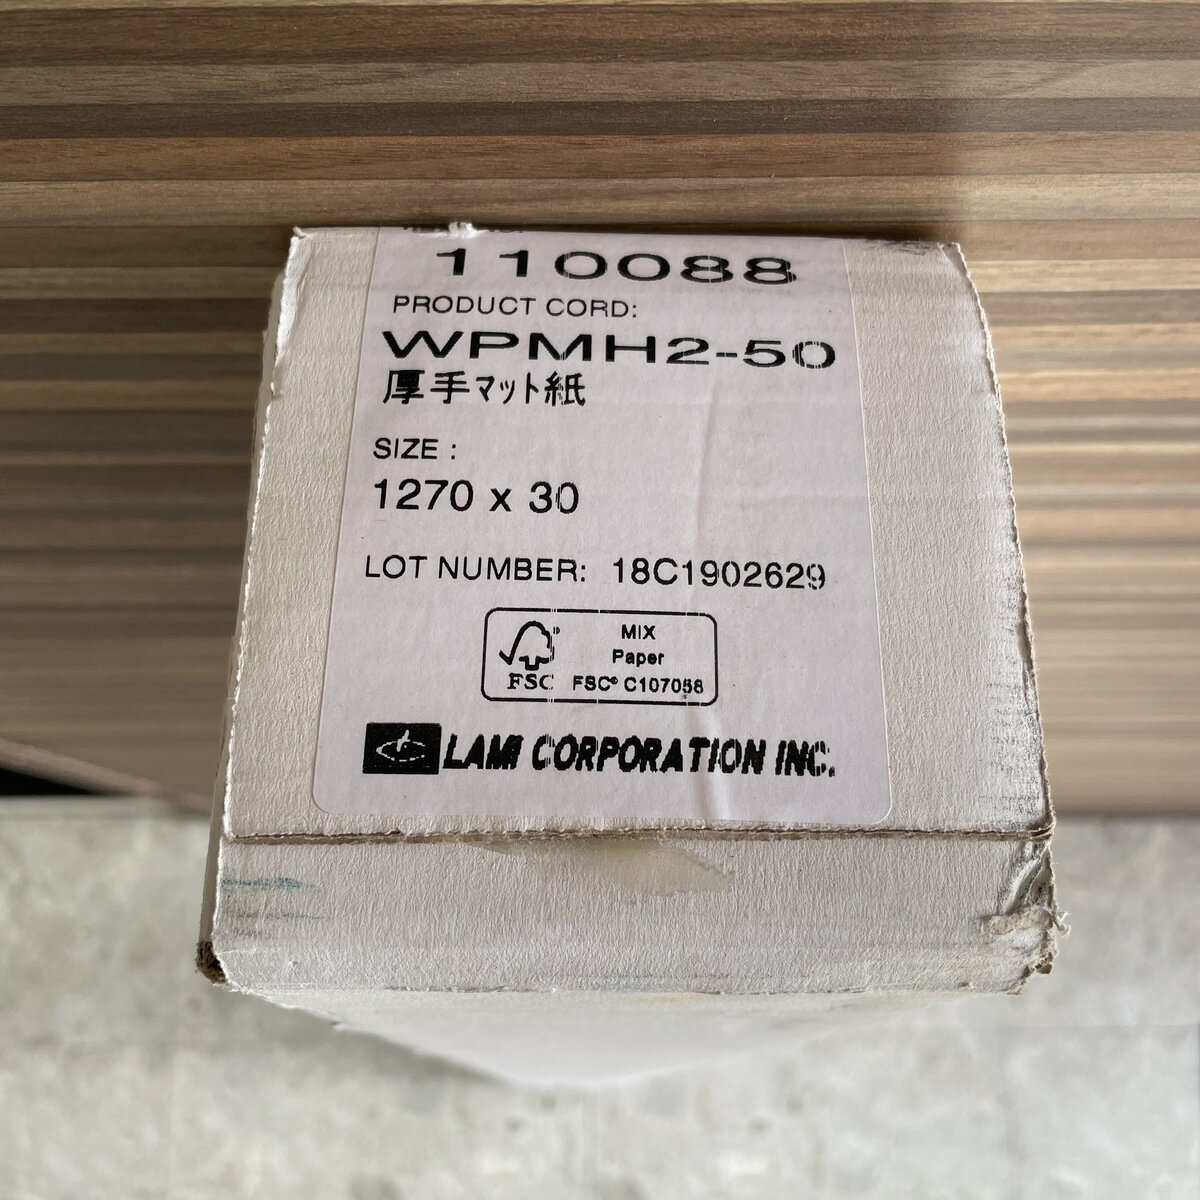 110088
PRODUCT CORD:
WPMH2-50
厚手マット紙
SIZE :
1270 x 30
LOT NUMBER: 18C1902629
MIX
Paper
FSC® C107058
FSC
LAMI CORPORATION INC.